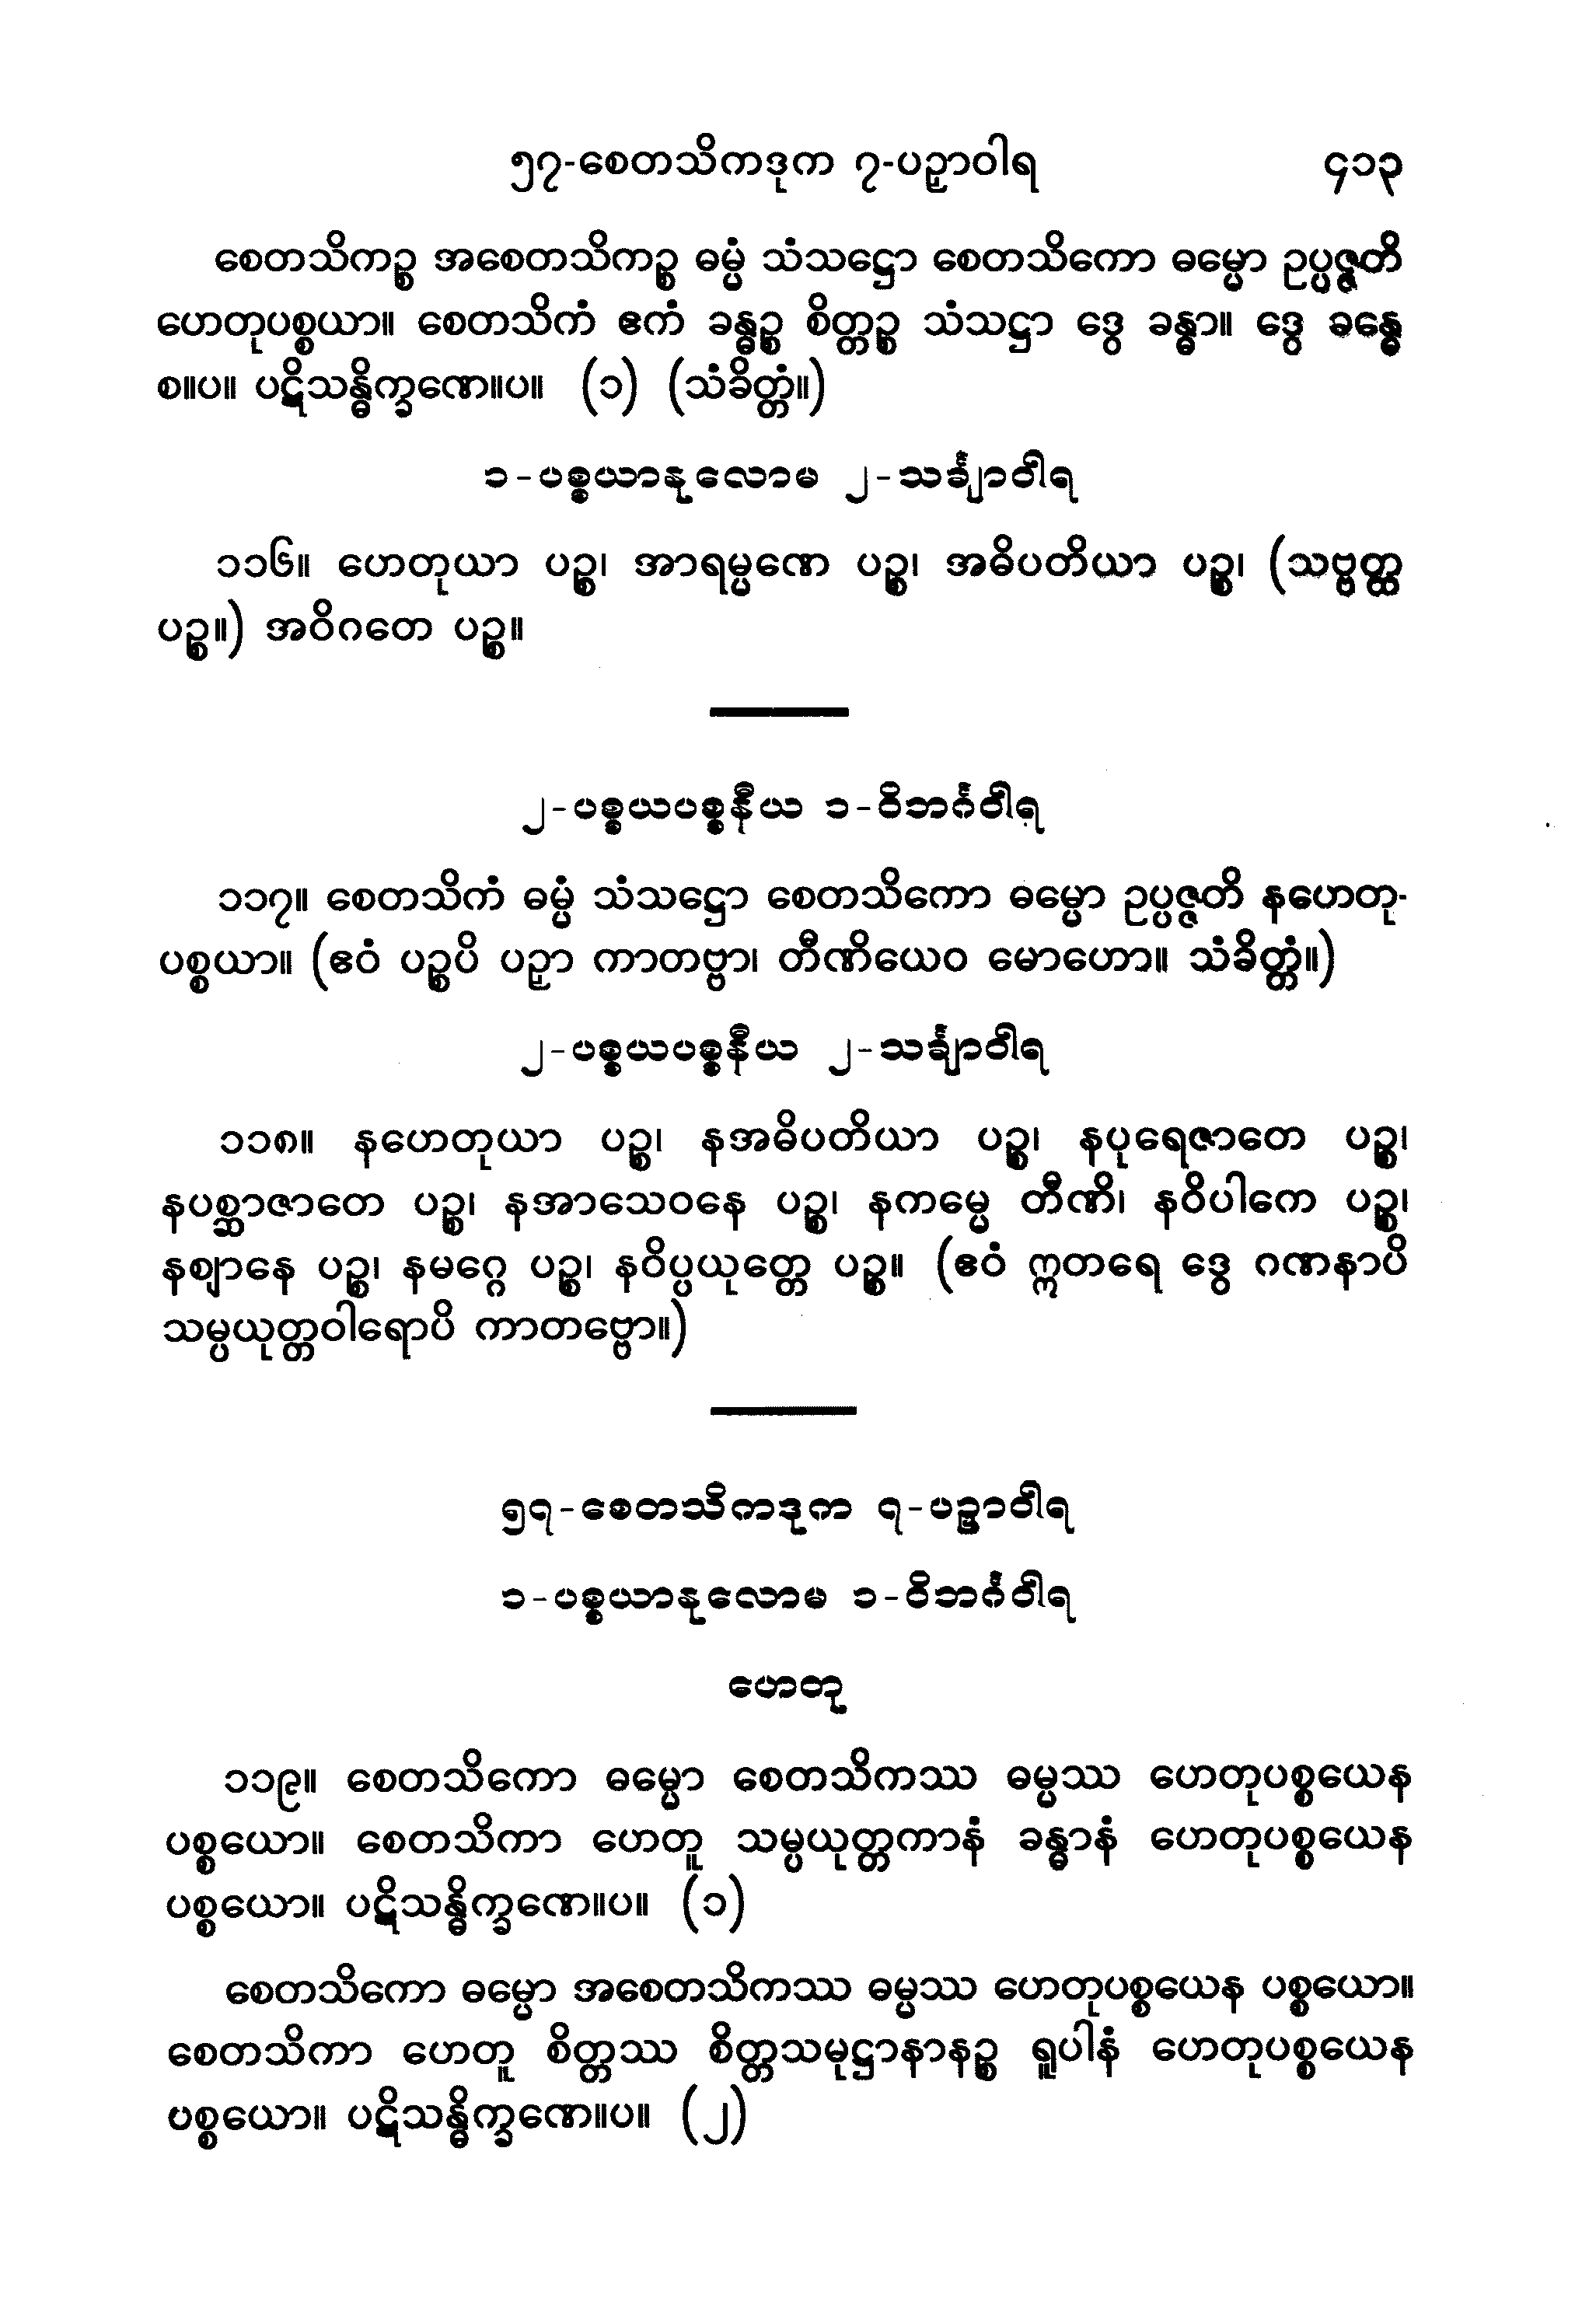 ၅၇-စေတသိကဒုက ၇-ပဉှာဝါရ ၄၁၃
စေတသိကဉ္စ အစေတသိကဉ္စ ဓမ္မံ သံသဋ္ဌော စေတသိကော ဓမ္မော ဥပ္ပဇ္ဇတိ
ဟေတုပစ္စယာ။ စေတသိကံ ဧကံ ခန္ဓဉ္စ စိတ္တဉ္စ သံသဋ္ဌာ ဒွေ ခန္ဓာ။ ဒွေ ခန္ဓေ
စ။ပ။ ပဋိသန္ဓိက္ခဏေ။ပ။ (၁) (သံခိတ္တံ။)
၁-ပစ္စယာနုလောမ ၂-သင်္ချာဝါရ
၁၁၆။ ဟေတုယာ ပဉ္စ၊ အာရမ္မဏေ ပဉ္စ၊ အဓိပတိယာ ပဉ္စ၊ (သဗ္ဗတ္ထ
ပဉ္စ။) အဝိဂတေ ပဉ္စ။
၂-ပစ္စယပစ္စနီယ ၁-ဝိဘင်္ဂဝါရ
၁၁၇။ စေတသိကံ ဓမ္မံ သံသဋ္ဌော စေတသိကော ဓမ္မော ဥပ္ပဇ္ဇတိ နဟေတု-
ပစ္စယာ။ (ဧဝံ ပဉ္စပိ ပဉှာ ကာတဗ္ဗာ၊ တီဏိယေဝ မောဟော။ သံခိတ္တံ။)
၂-ပစ္စယပစ္စနီယ ၂-သင်္ချာဝါရ
၁၁၈။ နဟေတုယာ ပဉ္စ၊ နအဓိပတိယာ ပဉ္စ၊ နပုရေဇာတေ ပဉ္စ၊
နပစ္ဆာဇာတေ ပဉ္စ၊ နအာသေဝနေ ပဉ္စ၊ နကမ္မေ တီဏိ၊ နဝိပါကေ ပဉ္စ၊
နဈာနေ ပဉ္စ၊ နမဂ္ဂေ ပဉ္စ၊ နဝိပ္ပယုတ္တေ ပဉ္စ။ (ဧဝံ ဣတရေ ဒွေ ဂဏနာပိ
သမ္ပယုတ္တဝါရောပိ ကာတဗ္ဗော။)
၅၇-စေတသိကဒုက ၇-ပဉှာဝါရ
၁-ပစ္စယာနုလောမ ၁-ဝိဘင်္ဂဝါရ
ဟေတု
၁၁၉။ စေတသိကော ဓမ္မော စေတသိကဿ ဓမ္မဿ ဟေတုပစ္စယေန
ပစ္စယော။ စေတသိကာ ဟေတူ သမ္ပယုတ္တကာနံ ခန္ဓာနံ ဟေတုပစ္စယေန
ပစ္စယော။ ပဋိသန္ဓိက္ခဏေ။ပ။ (၁)
စေတသိကော ဓမ္မော အစေတသိကဿ ဓမ္မဿ ဟေတုပစ္စယေန ပစ္စယော။
စေတသိကာ ဟေတူ စိတ္တဿ စိတ္တသမုဋ္ဌာနာနဉ္စ ရူပါနံ ဟေတုပစ္စယေန
ပစ္စယော။ ပဋိသန္ဓိက္ခဏေ။ပ။ (၂)